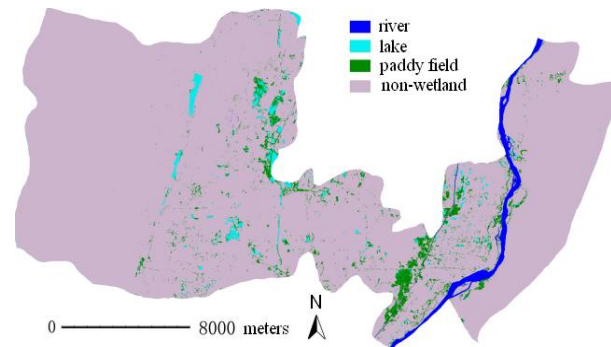 river
lake
paddy field
non-wetland
N
0 8000 meters